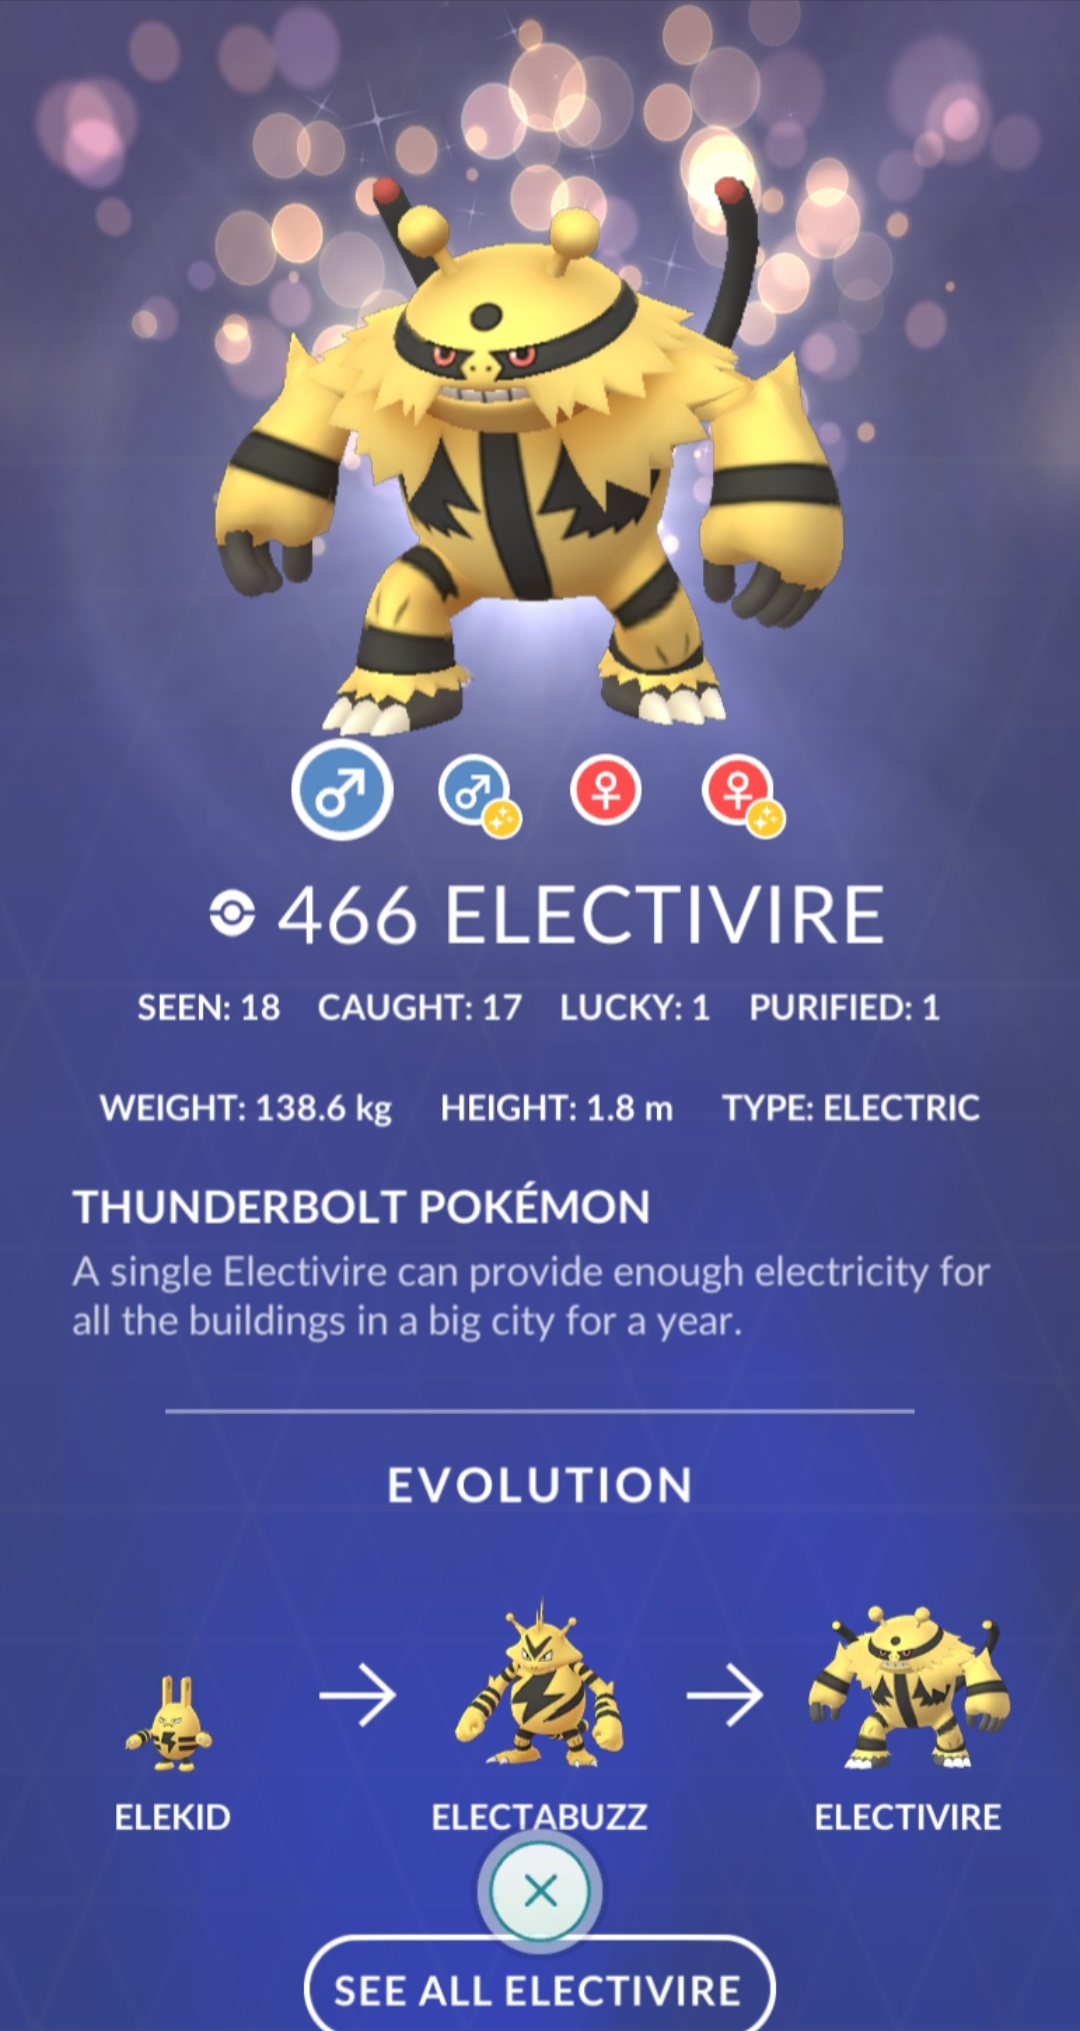 466 ELECTIVIRE
SEEN: 18 CAUGHT: 17 LUCKY: 1 PURIFIED: 1
WEIGHT: 138.6 kg HEIGHT: 1.8 m TYPE: ELECTRIC
THUNDERBOLT POKÉMON
A single Electivire can provide enough electricity for
all the buildings in a big city for a year.
EVOLUTION
ELEKID ELECTABUZZ ELECTIVIRE
SEE ALL ELECTIVIRE